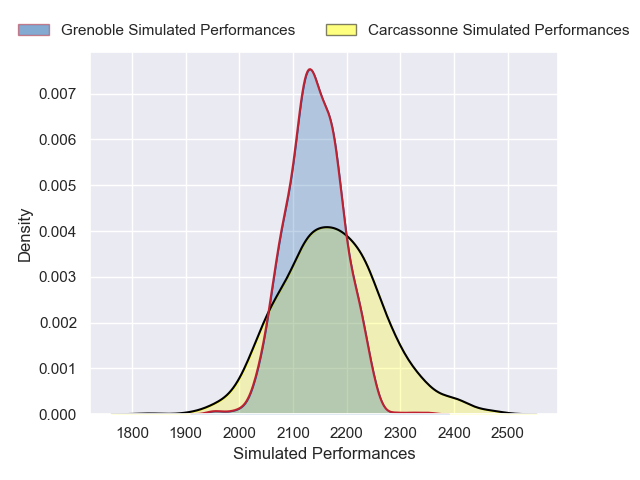 Grenoble Simulated Performances Carcassonne Simulated Performances
0.007
0.006
0.005
0.004
0.003
0.002
0.001
0.000
Density
1800 1900 2000 2100 2200 2300 2400 2500
Simulated Performances